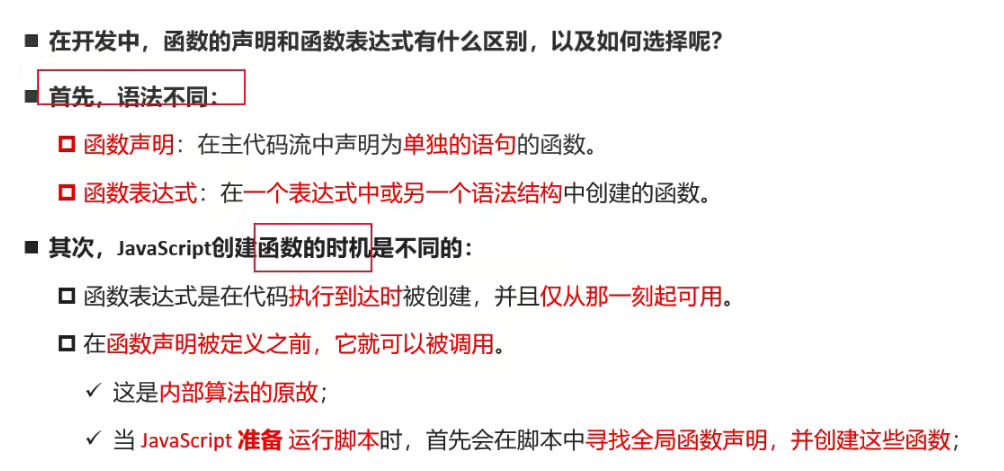 在开发中，函数的声明和函数表达式有什么区别，以及如何选择呢？
首先，语法不同：
函数声明：在主代码流中声明为单独的语句的函数。
函数表达式：在一个表达式中或另一个语法结构中创建的函数。
其次，JavaScript创建函数的时机是不同的：
函数表达式是在代码执行到达时被创建，并且仅从那一刻起可用。
在函数声明被定义之前，它就可以被调用。
这是内部算法的原故；
当 JavaScript 准备 运行脚本时，首先会在脚本中寻找全局函数声明，并创建这些函数；